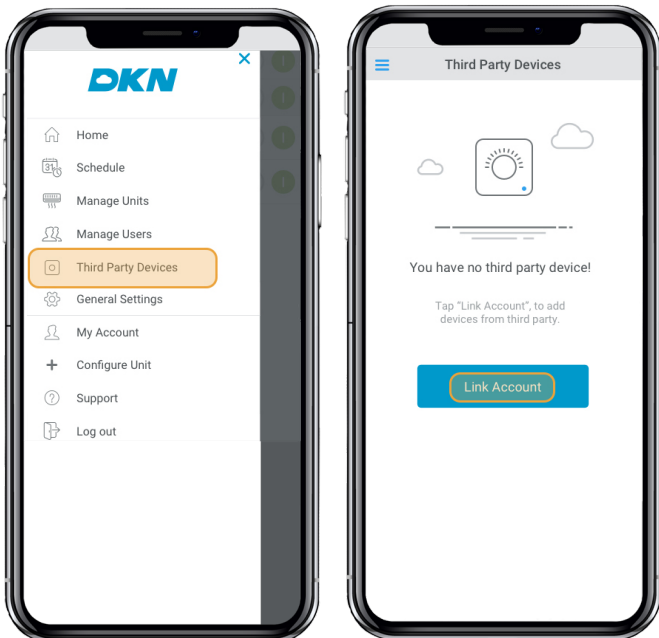 DKN
Home
Schedule
31
Manage Units
Manage Users
Third Party Devices
General Settings
My Account
Configure Unit
Support
Log out
Third Party Devices
You have no third party device!
Tap "Link Account", to add
devices from third party.
Link Account